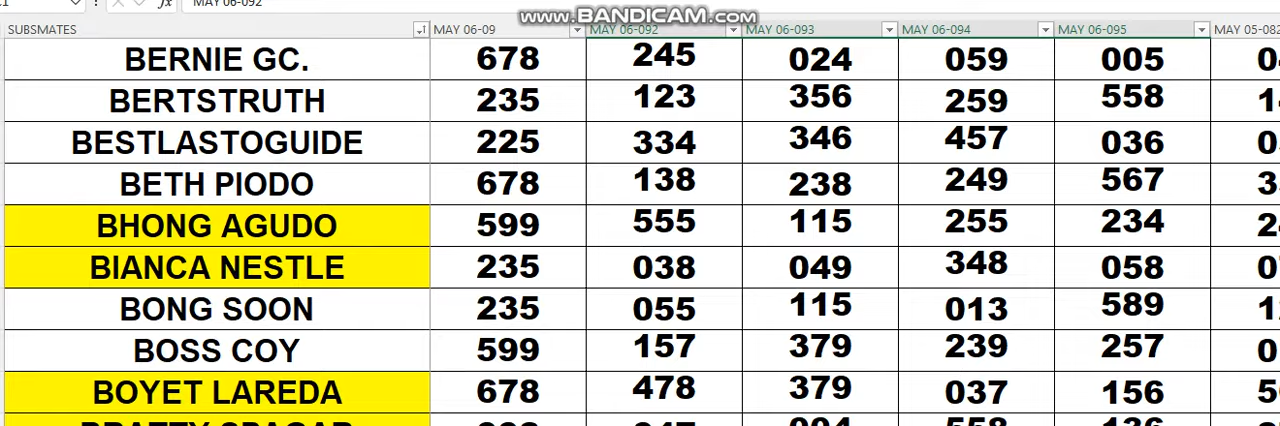 MAY 06-092
www.BANDICAM.com
SUBSMATES MAY 06-09 MAY 06-092 MAY 06-093 MAY 06-094 MAY 06-095 MAY 05-082
BERNIE GC. 678 245 024 059 005
BERTSTRUTH 235 123 356 259 558
BESTLASTOGUIDE 225 334 346 457 036
BETH PIODO 678 138 238 249 567
BHONG AGUDO 599 555 115 255 234
BIANCA NESTLE 235 038 049 348 058
BONG SOON 235 055 115 013 589
BOSS COY 599 157 379 239 257
BOYET LAREDA 678 478 379 037 156